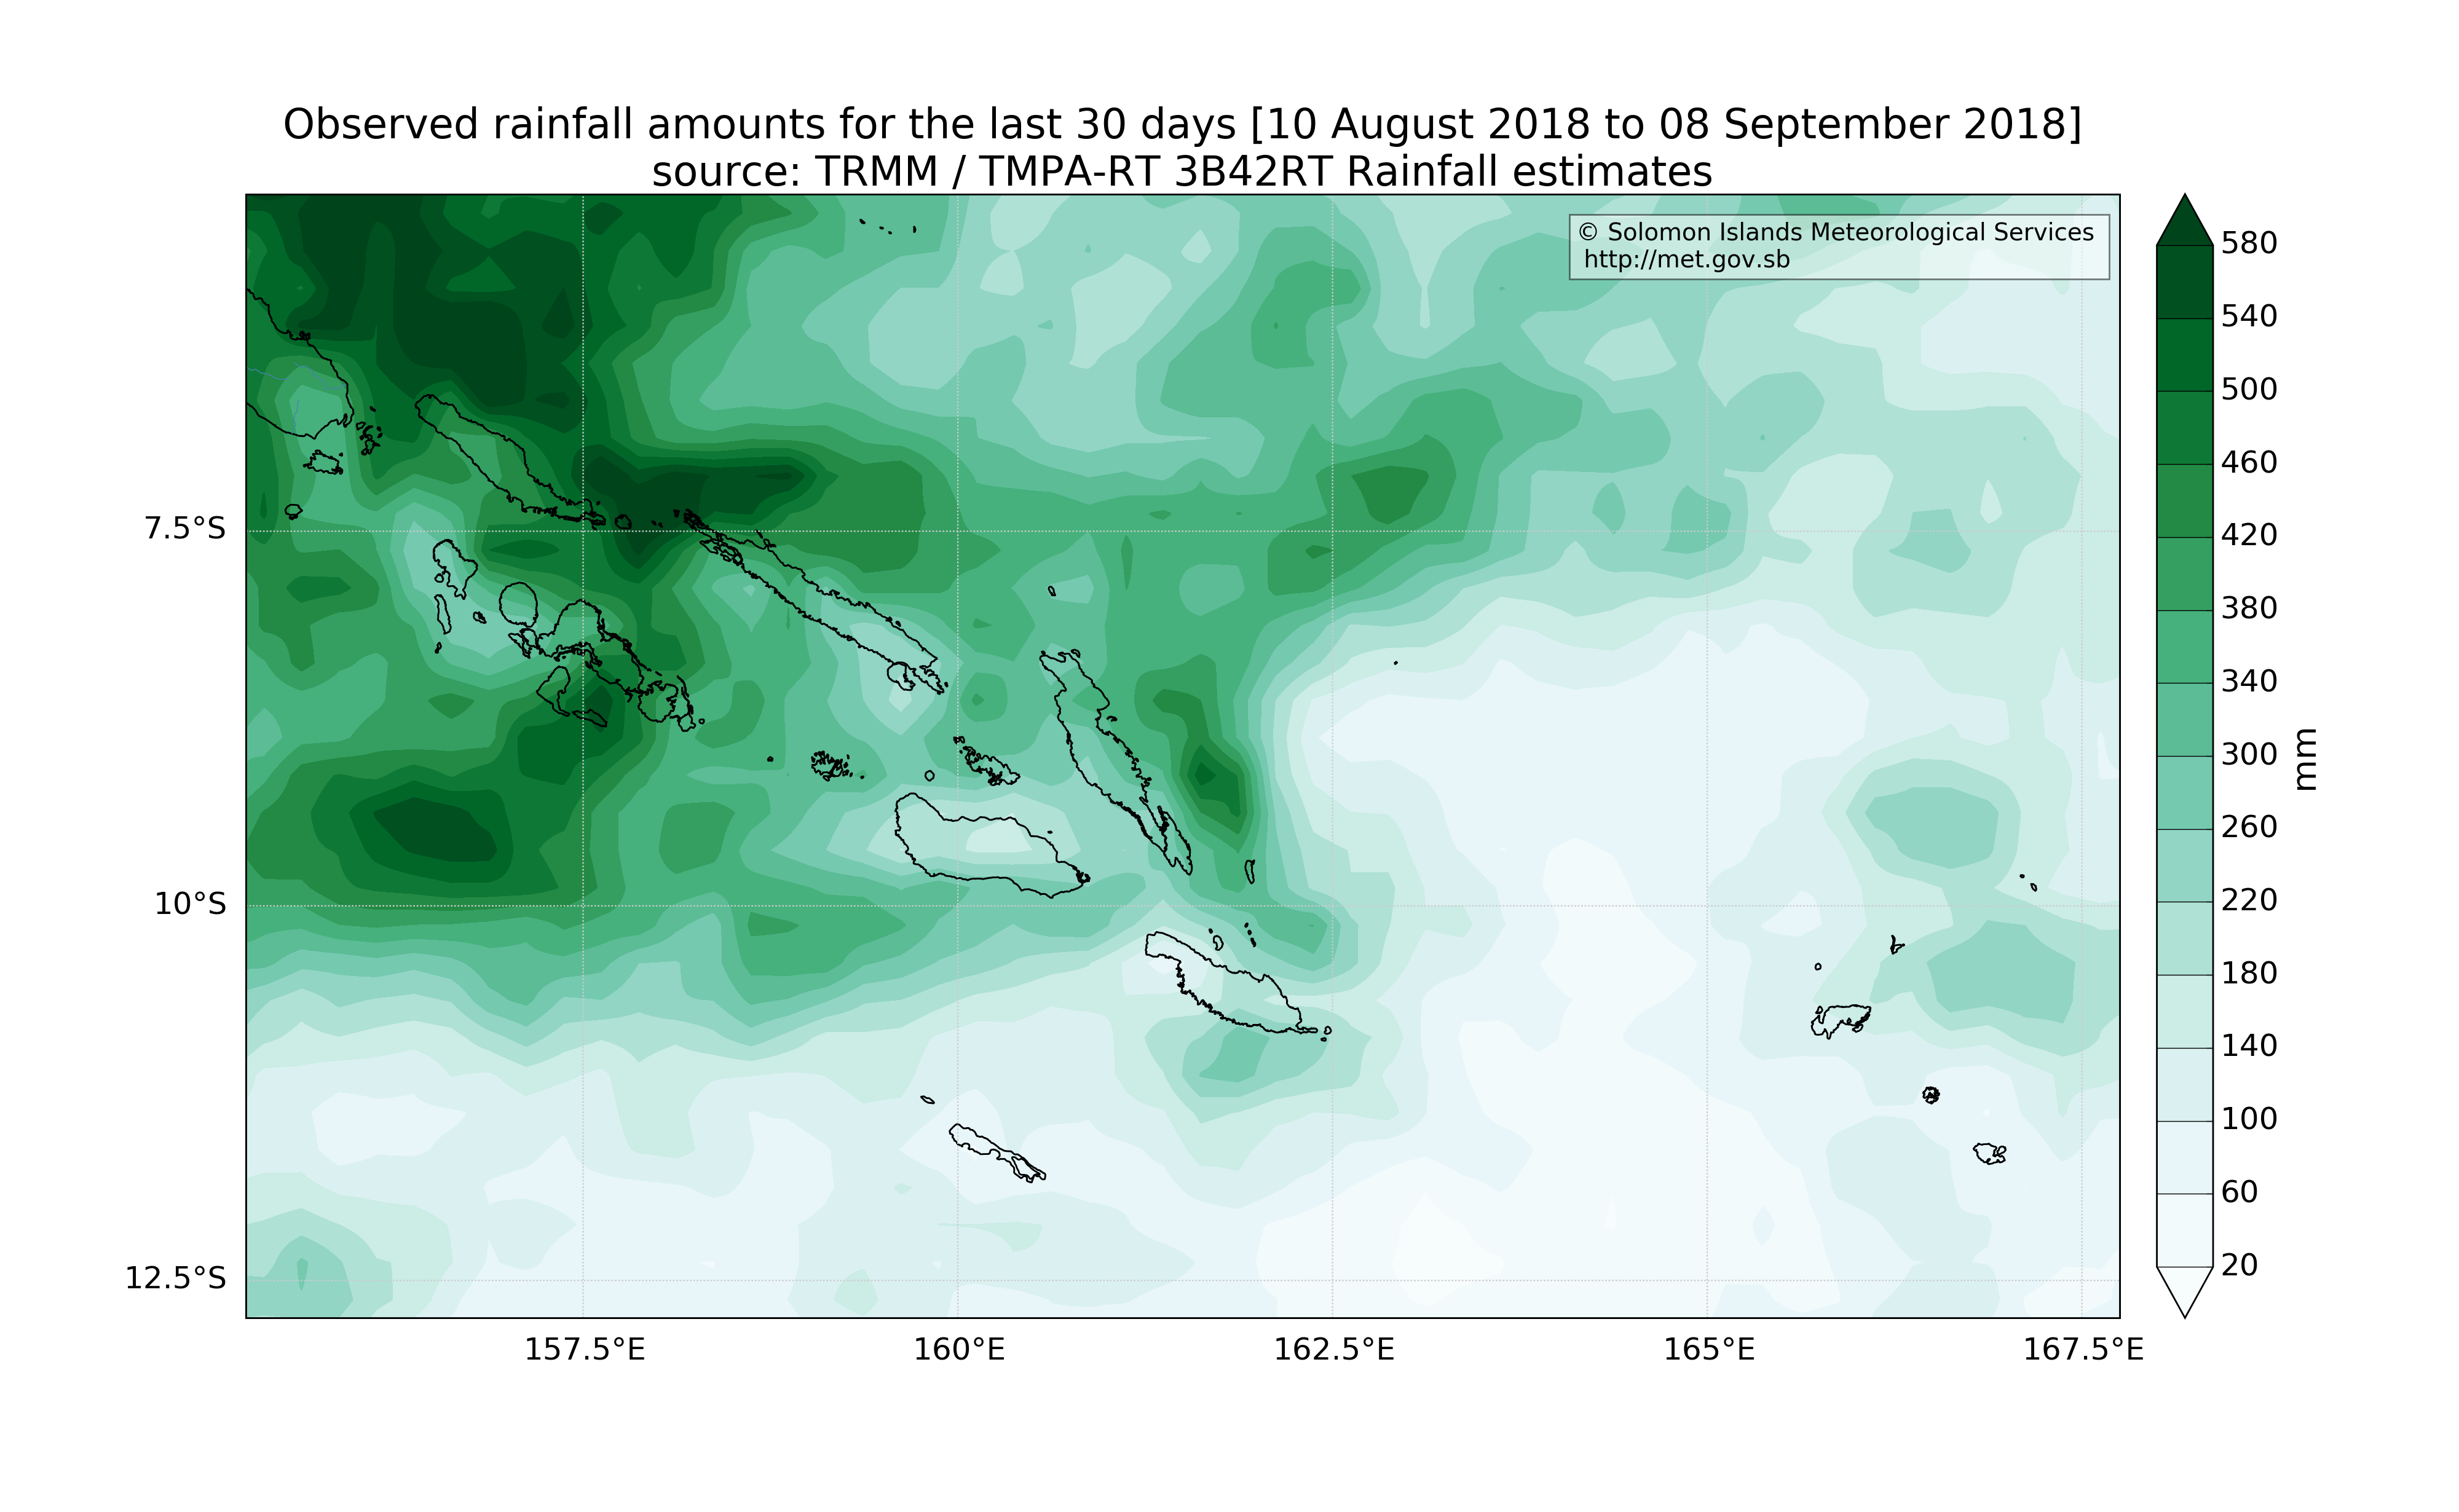 Observed rainfall amounts for the last 30 days [10 August 2018 to 08 September 2018]
source: TRMM / TMPA-RT 3B42RT Rainfall estimates
© Solomon Islands Meteorological Services
http://met.gov.sb
7.5°S
10°S
12.5°S
157.5°E
160°E
162.5°E
165°E
167.5°E
580
540
500
460
420
380
340
300
260
220
180
140
100
60
20
mm